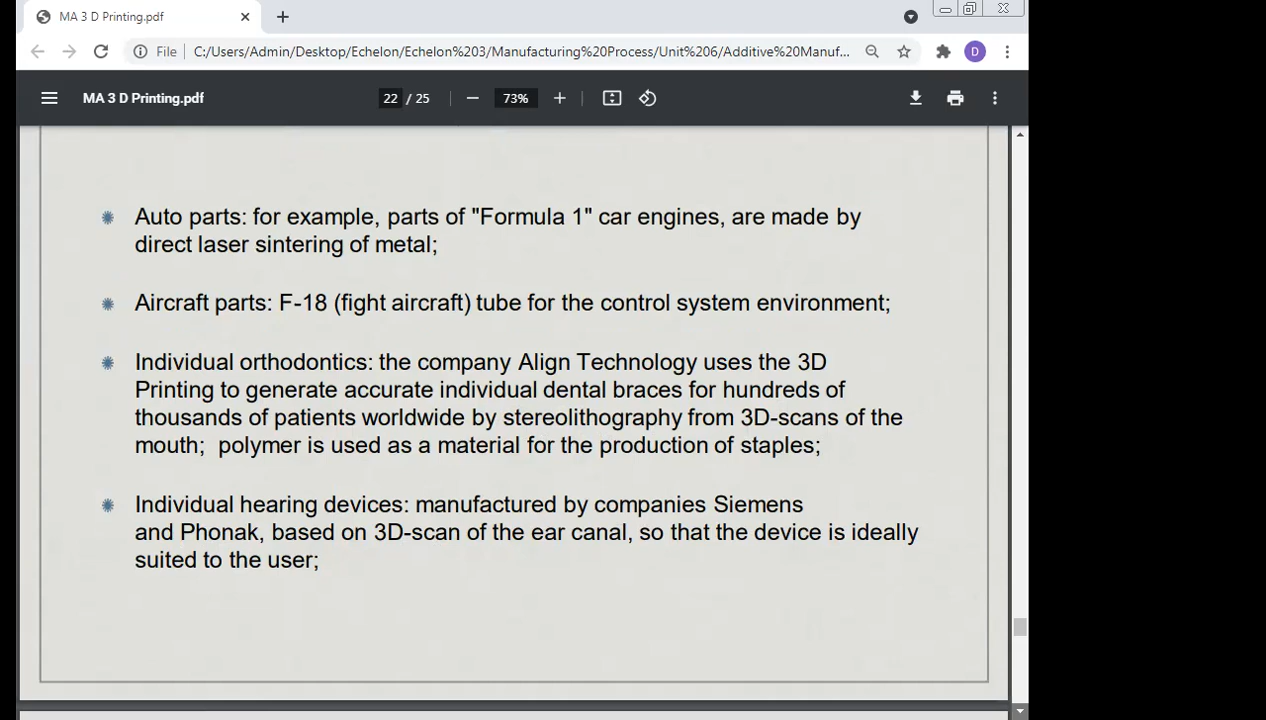 MA 3 D Printing.pdf
File C:/Users/Admin/Desktop/Echelon/Echelon%203/Manufacturing%20Process/Unit%206/Additive%20Manuf...
D
MA 3 D Printing.pdf 22 / 25 73%
Auto parts: for example, parts of "Formula 1" car engines, are made by
direct laser sintering of metal;
Aircraft parts: F-18 (fight aircraft) tube for the control system environment;
Individual orthodontics: the company Align Technology uses the 3D
Printing to generate accurate individual dental braces for hundreds of
thousands of patients worldwide by stereolithography from 3D-scans of the
mouth; polymer is used as a material for the production of staples;
Individual hearing devices: manufactured by companies Siemens
and Phonak, based on 3D-scan of the ear canal, so that the device is ideally
suited to the user;